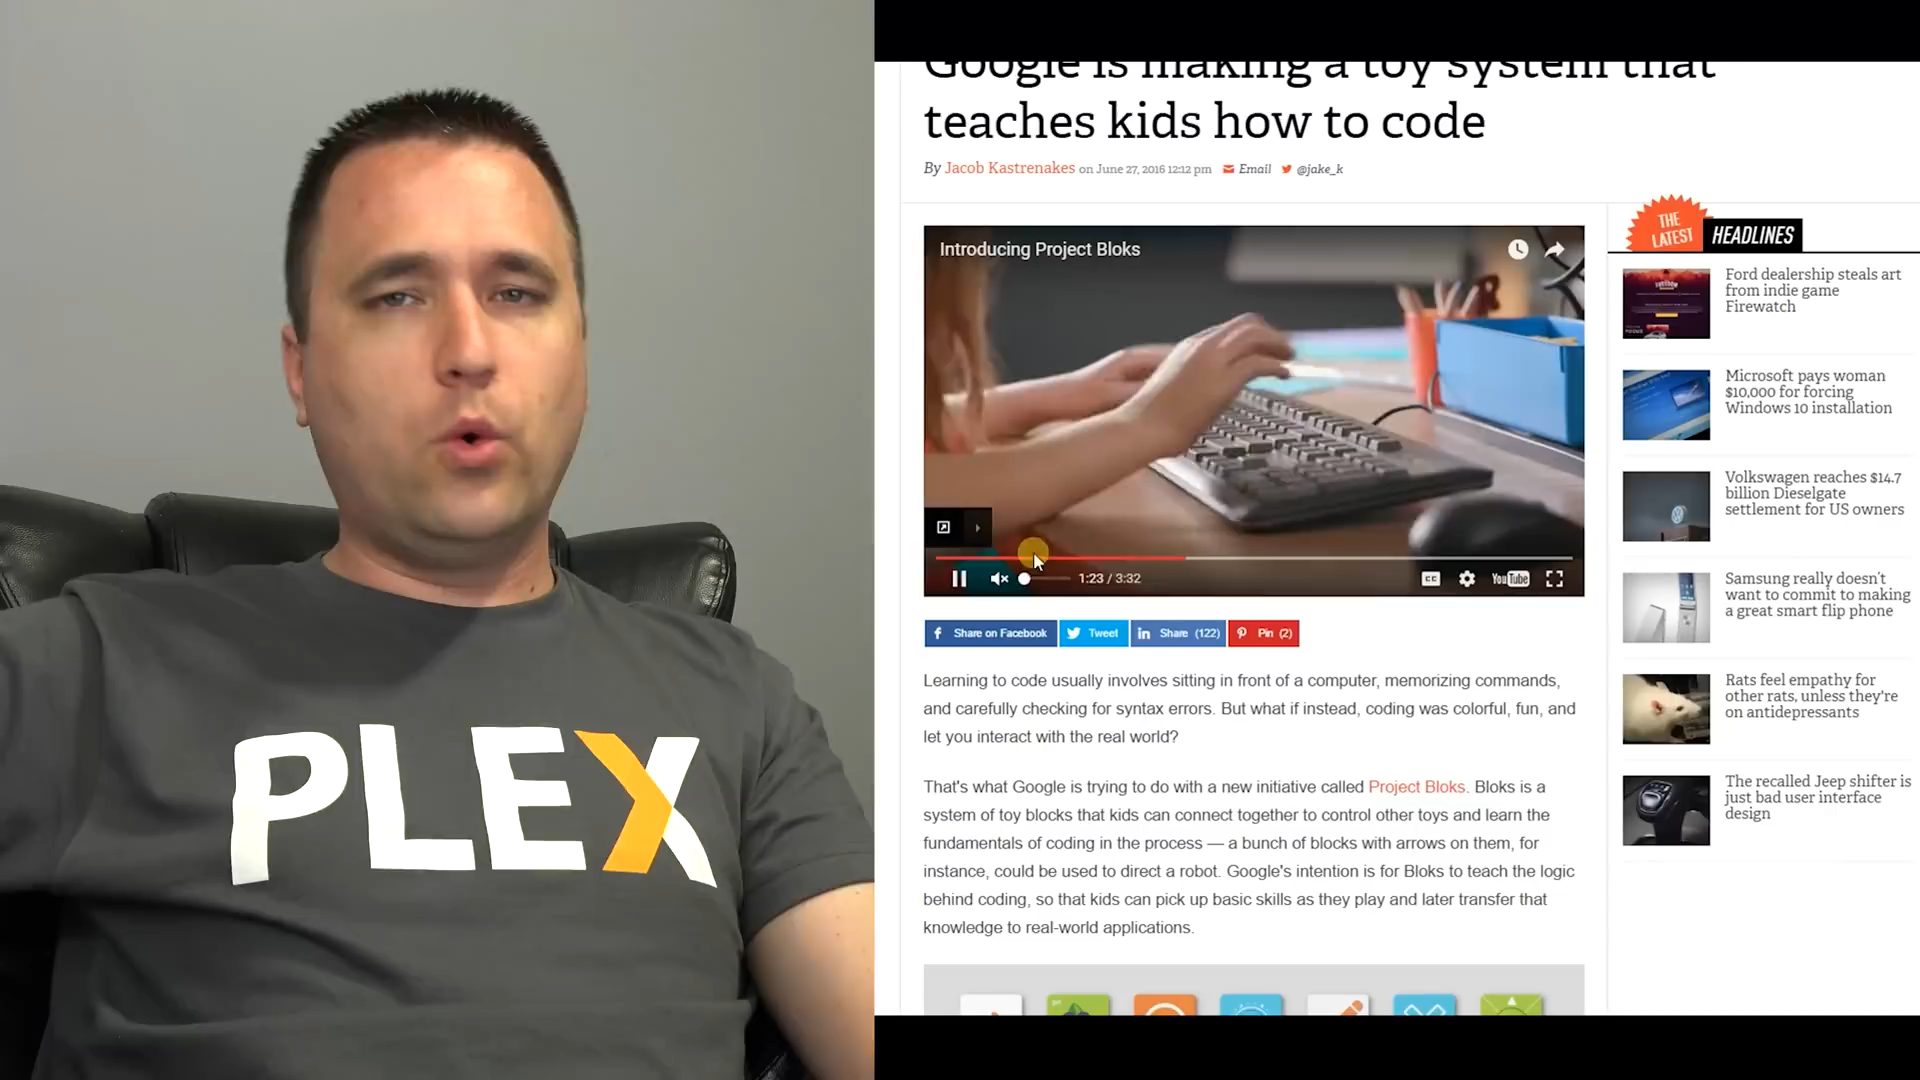 PLEX
Google is making a toy system that
teaches kids how to code
By Jacob Kastrenakes on June 27, 2016 12:12 pm Email @jake_k
Introducing Project Bloks
1:23 / 3:32
CC
YouTube
Share on Facebook Tweet Share (122) Pin (2)
Learning to code usually involves sitting in front of a computer, memorizing commands,
and carefully checking for syntax errors. But what if instead, coding was colorful, fun, and
let you interact with the real world?
That's what Google is trying to do with a new initiative called Project Bloks. Bloks is a
system of toy blocks that kids can connect together to control other toys and learn the
fundamentals of coding in the process — a bunch of blocks with arrows on them, for
instance, could be used to direct a robot. Google's intention is for Bloks to teach the logic
behind coding, so that kids can pick up basic skills as they play and later transfer that
knowledge to real-world applications.
THE
LATEST
HEADLINES
Ford dealership steals art
from indie game
Firewatch
Microsoft pays woman
$10,000 for forcing
Windows 10 installation
Volkswagen reaches $14.7
billion Dieselgate
settlement for US owners
Samsung really doesn't
want to commit to making
a great smart flip phone
Rats feel empathy for
other rats, unless they're
on antidepressants
The recalled Jeep shifter is
just bad user interface
design